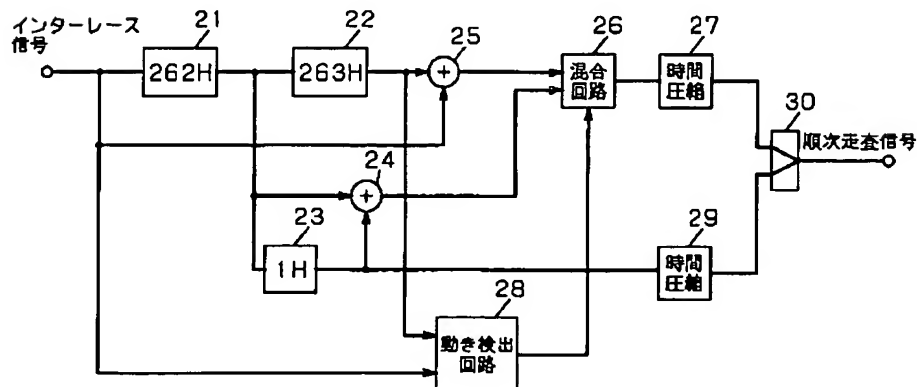 インターレース
信号
21
262H
22
263H
25
+
26
混合
回路
27
時間
圧縮
30
順次走査信号
24
+
23
1H
29
時間
圧縮
28
動き検出
回路